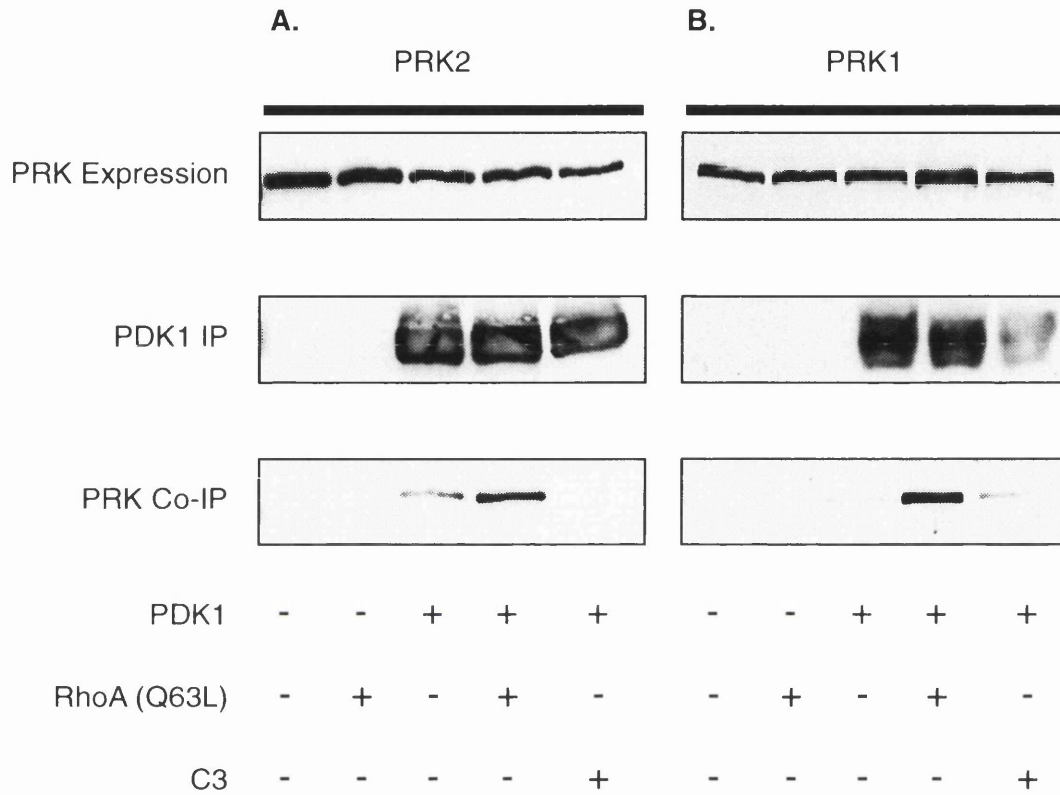 A. B.
PRK2 PRK1
PRK Expression
PDK1 IP
PRK Co-IP
PDK1 - - + + + - - + + +
RhoA (Q63L) - + - + - - + - + -
C3 - - - - + - - - - +